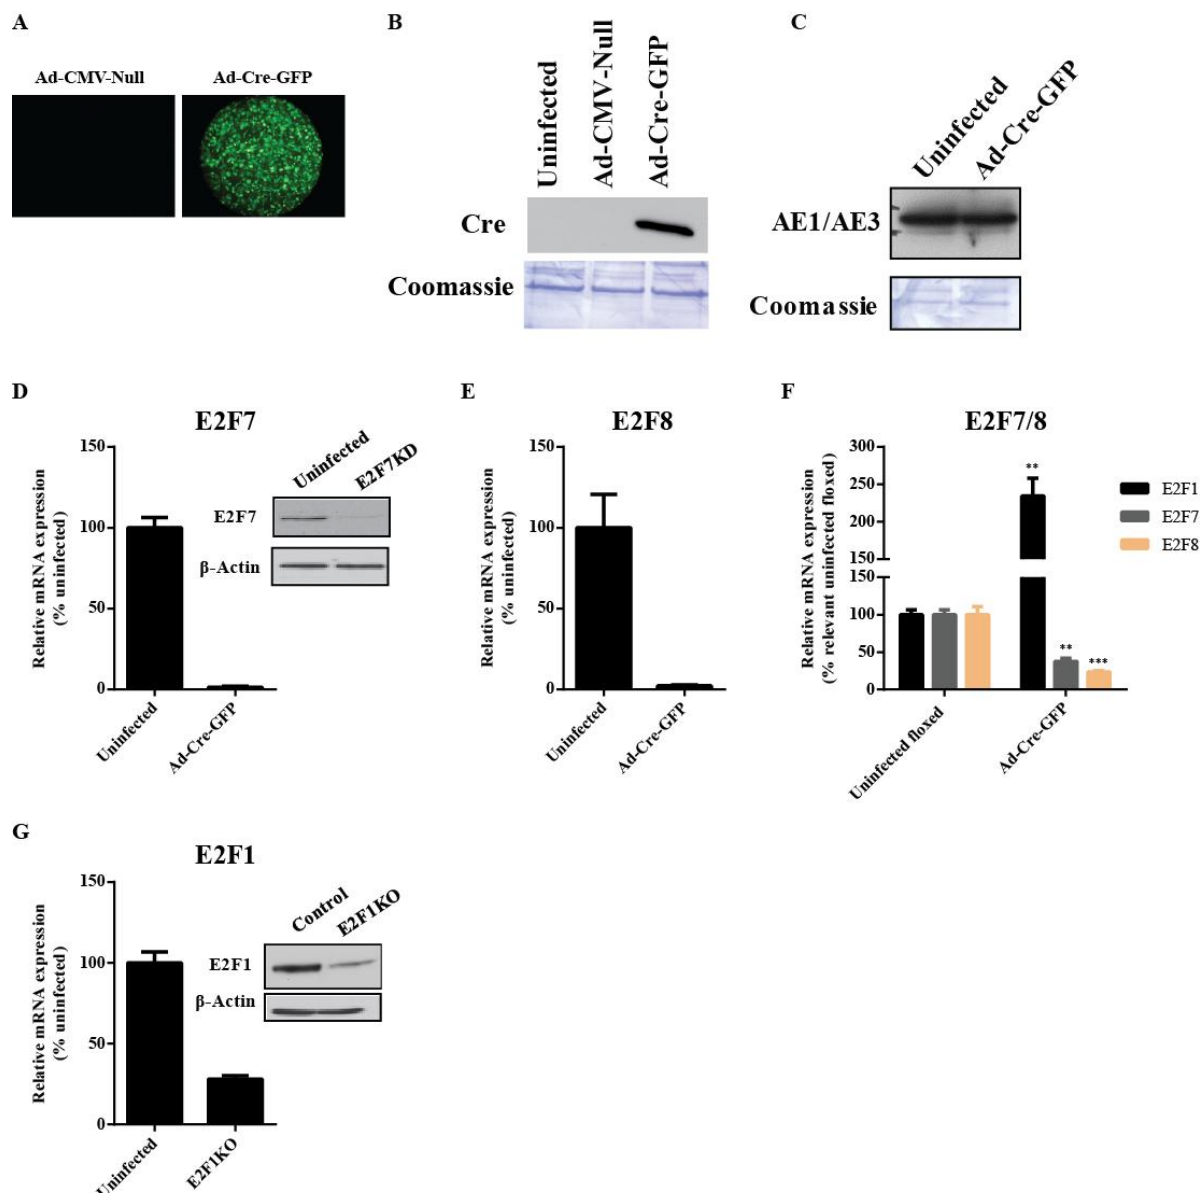 A
Ad-CMV-Null
Ad-Cre-GFP
B
Uninfected
Ad-CMV-Null
Ad-Cre-GFP
Cre
Coomassie
C
Uninfected
Ad-Cre-GFP
AE1/AE3
Coomassie
D
E2F7
Relative mRNA expression
(% uninfected)
150
100
50
0
Uninfected
Ad-Cre-GFP
Uninfected
E2F7KD
E2F7
β-Actin
E
E2F8
Relative mRNA expression
(% uninfected)
150
100
50
0
Uninfected
Ad-Cre-GFP
F
E2F7/8
Relative mRNA expression
(% relevant uninfected floxed)
300
250
200
150
150
100
50
0
**
**
***
Uninfected floxed
Ad-Cre-GFP
E2F1
E2F7
E2F8
G
E2F1
Relative mRNA expression
(% uninfected)
150
100
50
0
Uninfected
E2F1KO
Control
E2F1KO
E2F1
β-Actin